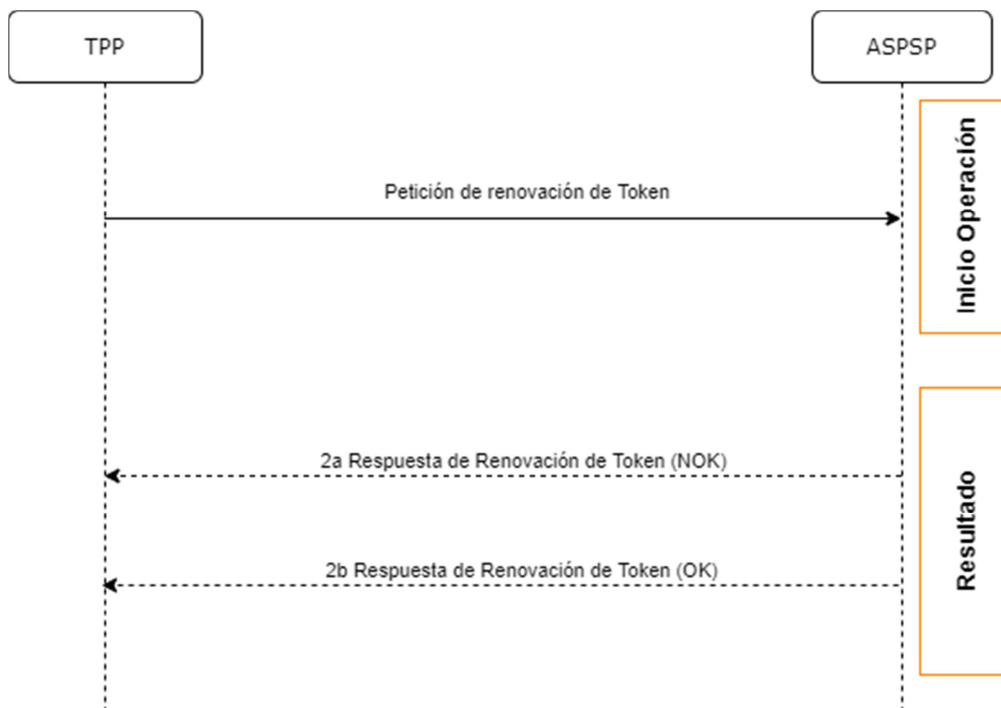 TPP
ASPSP
Inicio Operación
Petición de renovación de Token
2a Respuesta de Renovación de Token (NOK)
Resultado
2b Respuesta de Renovación de Token (OK)